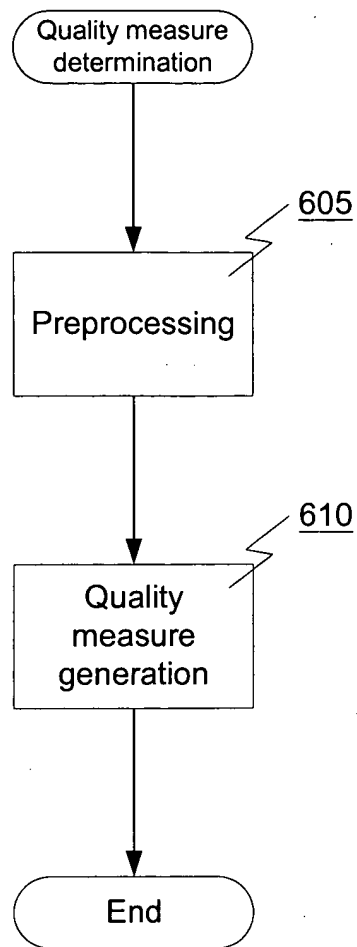 Quality measure
determination
605
Preprocessing
610
Quality
measure
generation
End